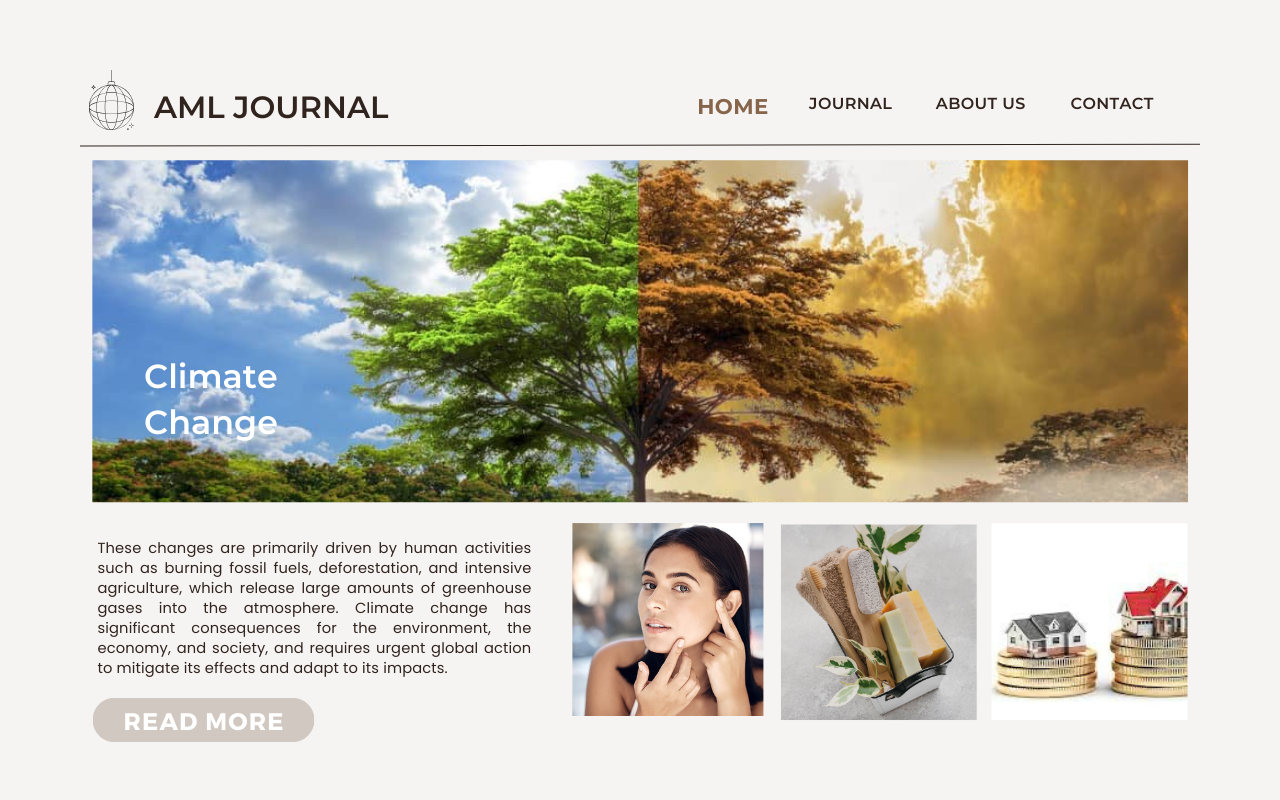 AML JOURNAL
HOME
JOURNAL
ABOUT US
CONTACT
Climate
Change
These changes are primarily driven by human activities
such as burning fossil fuels, deforestation, and intensive
agriculture, which release large amounts of greenhouse
gases into the atmosphere. Climate change has
significant consequences for the environment, the
economy, and society, and requires urgent global action
to mitigate its effects and adapt to its impacts.
READ MORE